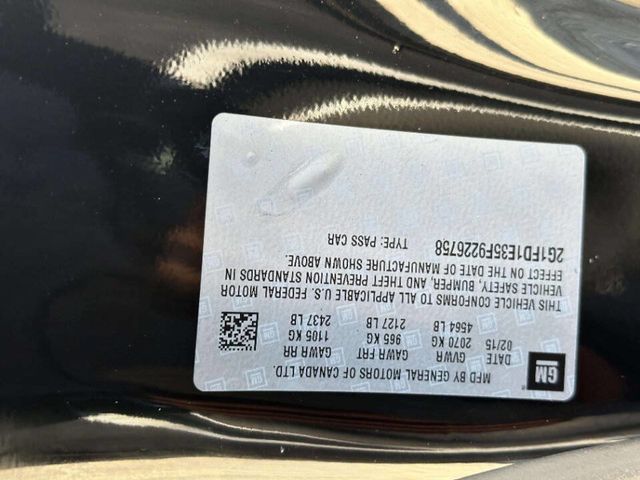 GM
MFD BY GENERAL MOTORS OF CANADA LTD.
DATE GVWR GAWR FRT GAWR RR
02/15 2070 KG 965 KG 1105 KG
4564 LB 2127 LB 2437 LB
THIS VEHICLE CONFORMS TO ALL APPLICABLE U.S. FEDERAL MOTOR
VEHICLE SAFETY, BUMPER, AND THEFT PREVENTION STANDARDS IN
EFFECT ON THE DATE OF MANUFACTURE SHOWN ABOVE.
2G1FD1E35F9226758 TYPE: PASS CAR